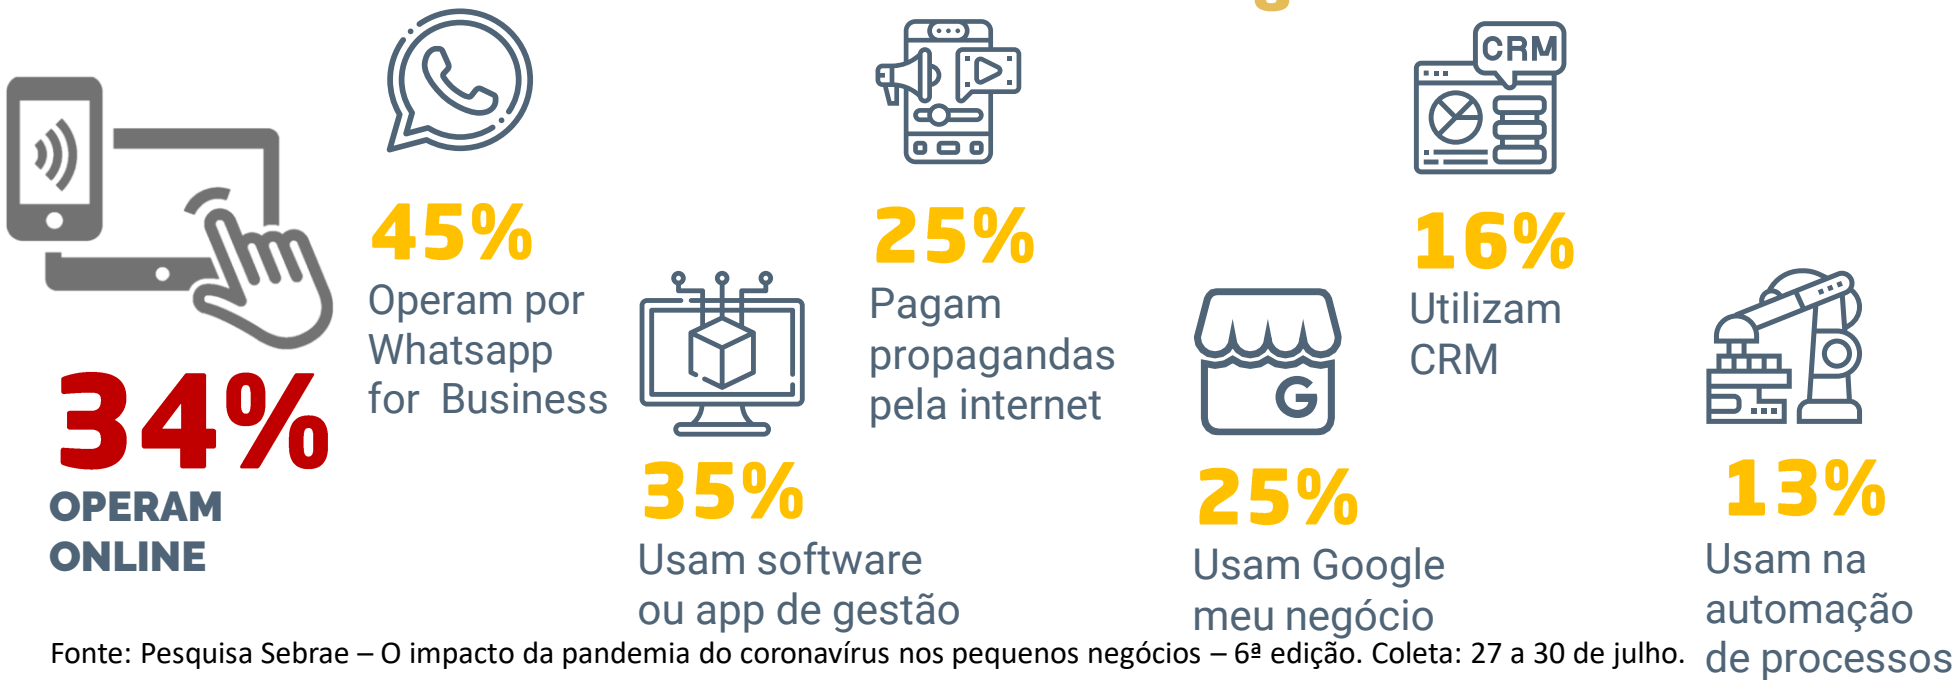 34%
OPERAM
ONLINE
45%
Operam por
Whatsapp
for Business
35%
Usam software
ou app de gestão
25%
Pagam
propagandas
pela internet
G
25%
Usam Google
meu negócio
CRM
16%
Utilizam
CRM
13%
Usam na
automação
de processos
Fonte: Pesquisa Sebrae – O impacto da pandemia do coronavírus nos pequenos negócios – 6ª edição. Coleta: 27 a 30 de julho.